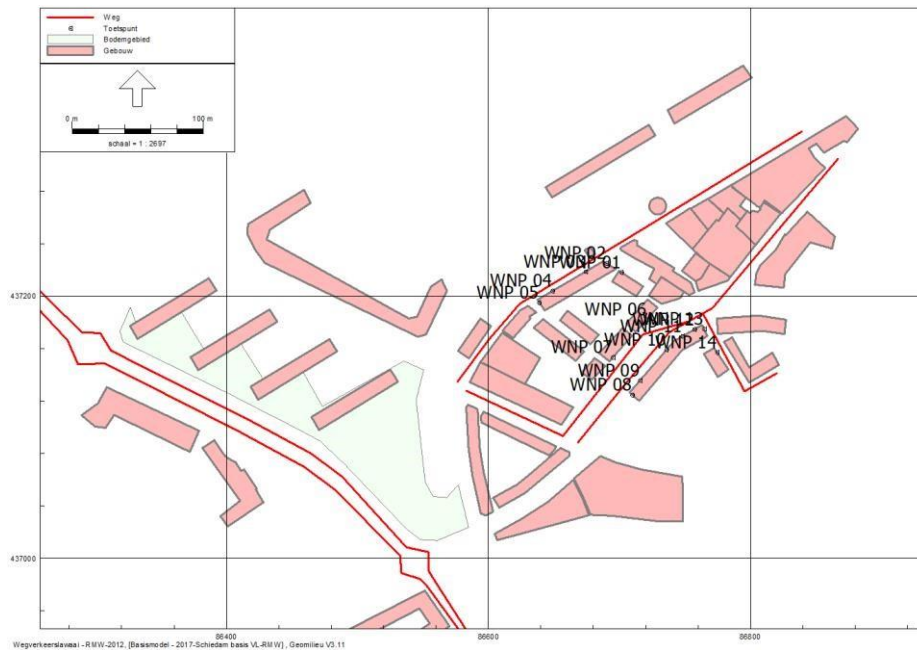 Weg
Toetspunt
Bodemgebied
Gebouw
0 m 100 m
schaal = 1 : 2697
WNP 02
WNP 01
WNP 04
WNP 05
437200
WNP 06
WNP 13
WNP 07
WNP 10
WNP 14
WNP 09
WNP 08
437000
86400 86600 86800
Wegverkeerslawaai - RMW-2012, [Basismodel - 2017-Schiedam basis VL-RMW] , Geomilieu V3.11